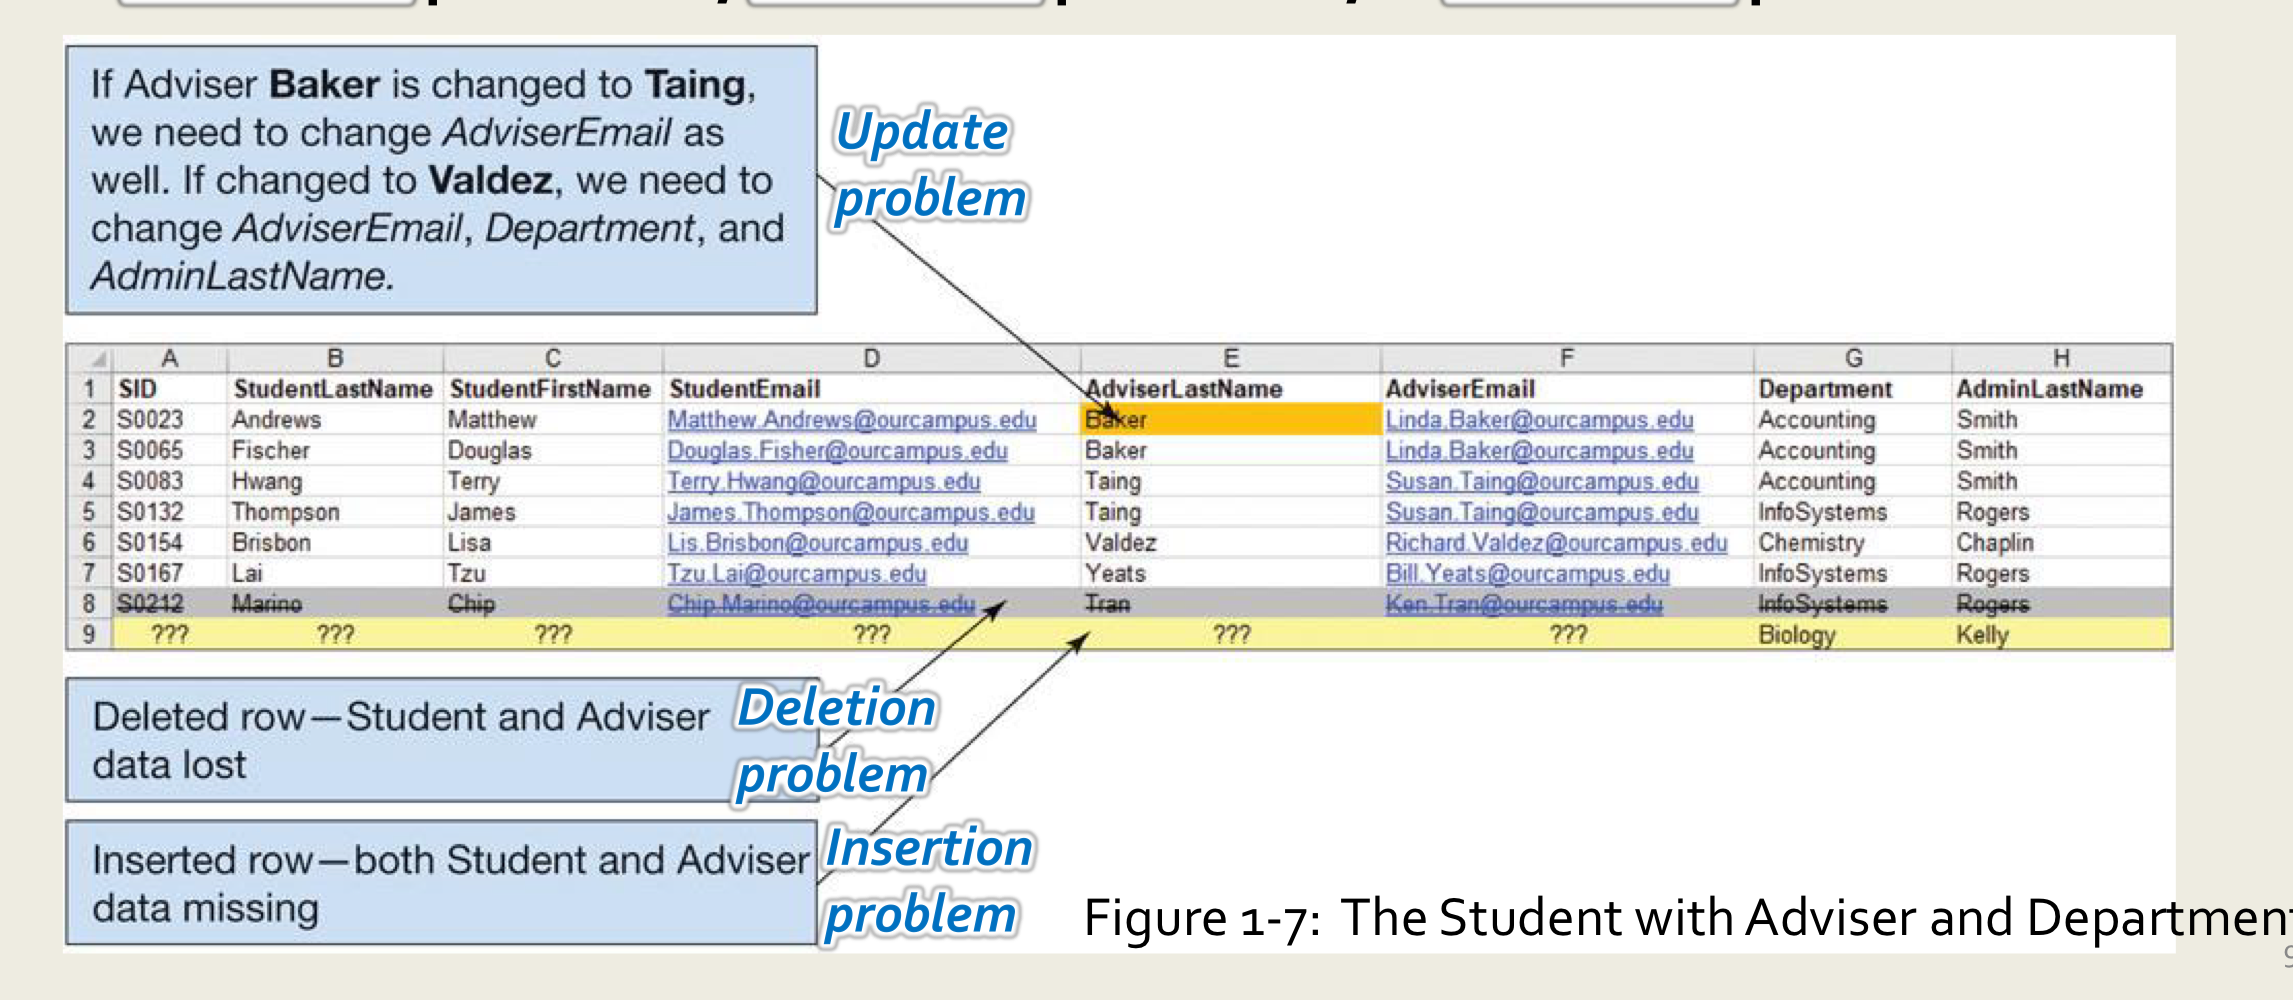 If Adviser Baker is changed to Taing,
we need to change AdviserEmail as
well. If changed to Valdez, we need to
change AdviserEmail, Department, and
AdminLastName.
Update
problem
A B C D E F G H
1 SID StudentLastName StudentFirstName StudentEmail AdviserLastName AdviserEmail Department AdminLastName
2 S0023 Andrews Matthew Matthew.Andrews@ourcampus.edu Baker Linda.Baker@ourcampus.edu Accounting Smith
3 S0065 Fischer Douglas Douglas.Fisher@ourcampus.edu Baker Linda.Baker@ourcampus.edu Accounting Smith
4 S0083 Hwang Terry Terry.Hwang@ourcampus.edu Taing Susan.Taing@ourcampus.edu Accounting Smith
5 S0132 Thompson James James.Thompson@ourcampus.edu Taing Susan.Taing@ourcampus.edu InfoSystems Rogers
6 S0154 Brisbon Lisa Lis.Brisbon@ourcampus.edu Valdez Richard.Valdez@ourcampus.edu Chemistry Chaplin
7 S0167 Lai Tzu Tzu.Lai@ourcampus.edu Yeats Bill.Yeats@ourcampus.edu InfoSystems Rogers
8 S0212 Marino Chip Chip.Marino@ourcampus.edu Tran Ken.Tran@ourcampus.edu InfoSystems Rogers
9 ??? ??? ??? ??? ??? ??? Biology Kelly
Deleted row—Student and Adviser
data lost
Deletion
problem
Inserted row—both Student and Adviser
data missing
Insertion
problem
Figure 1-7: The Student with Adviser and Department
9